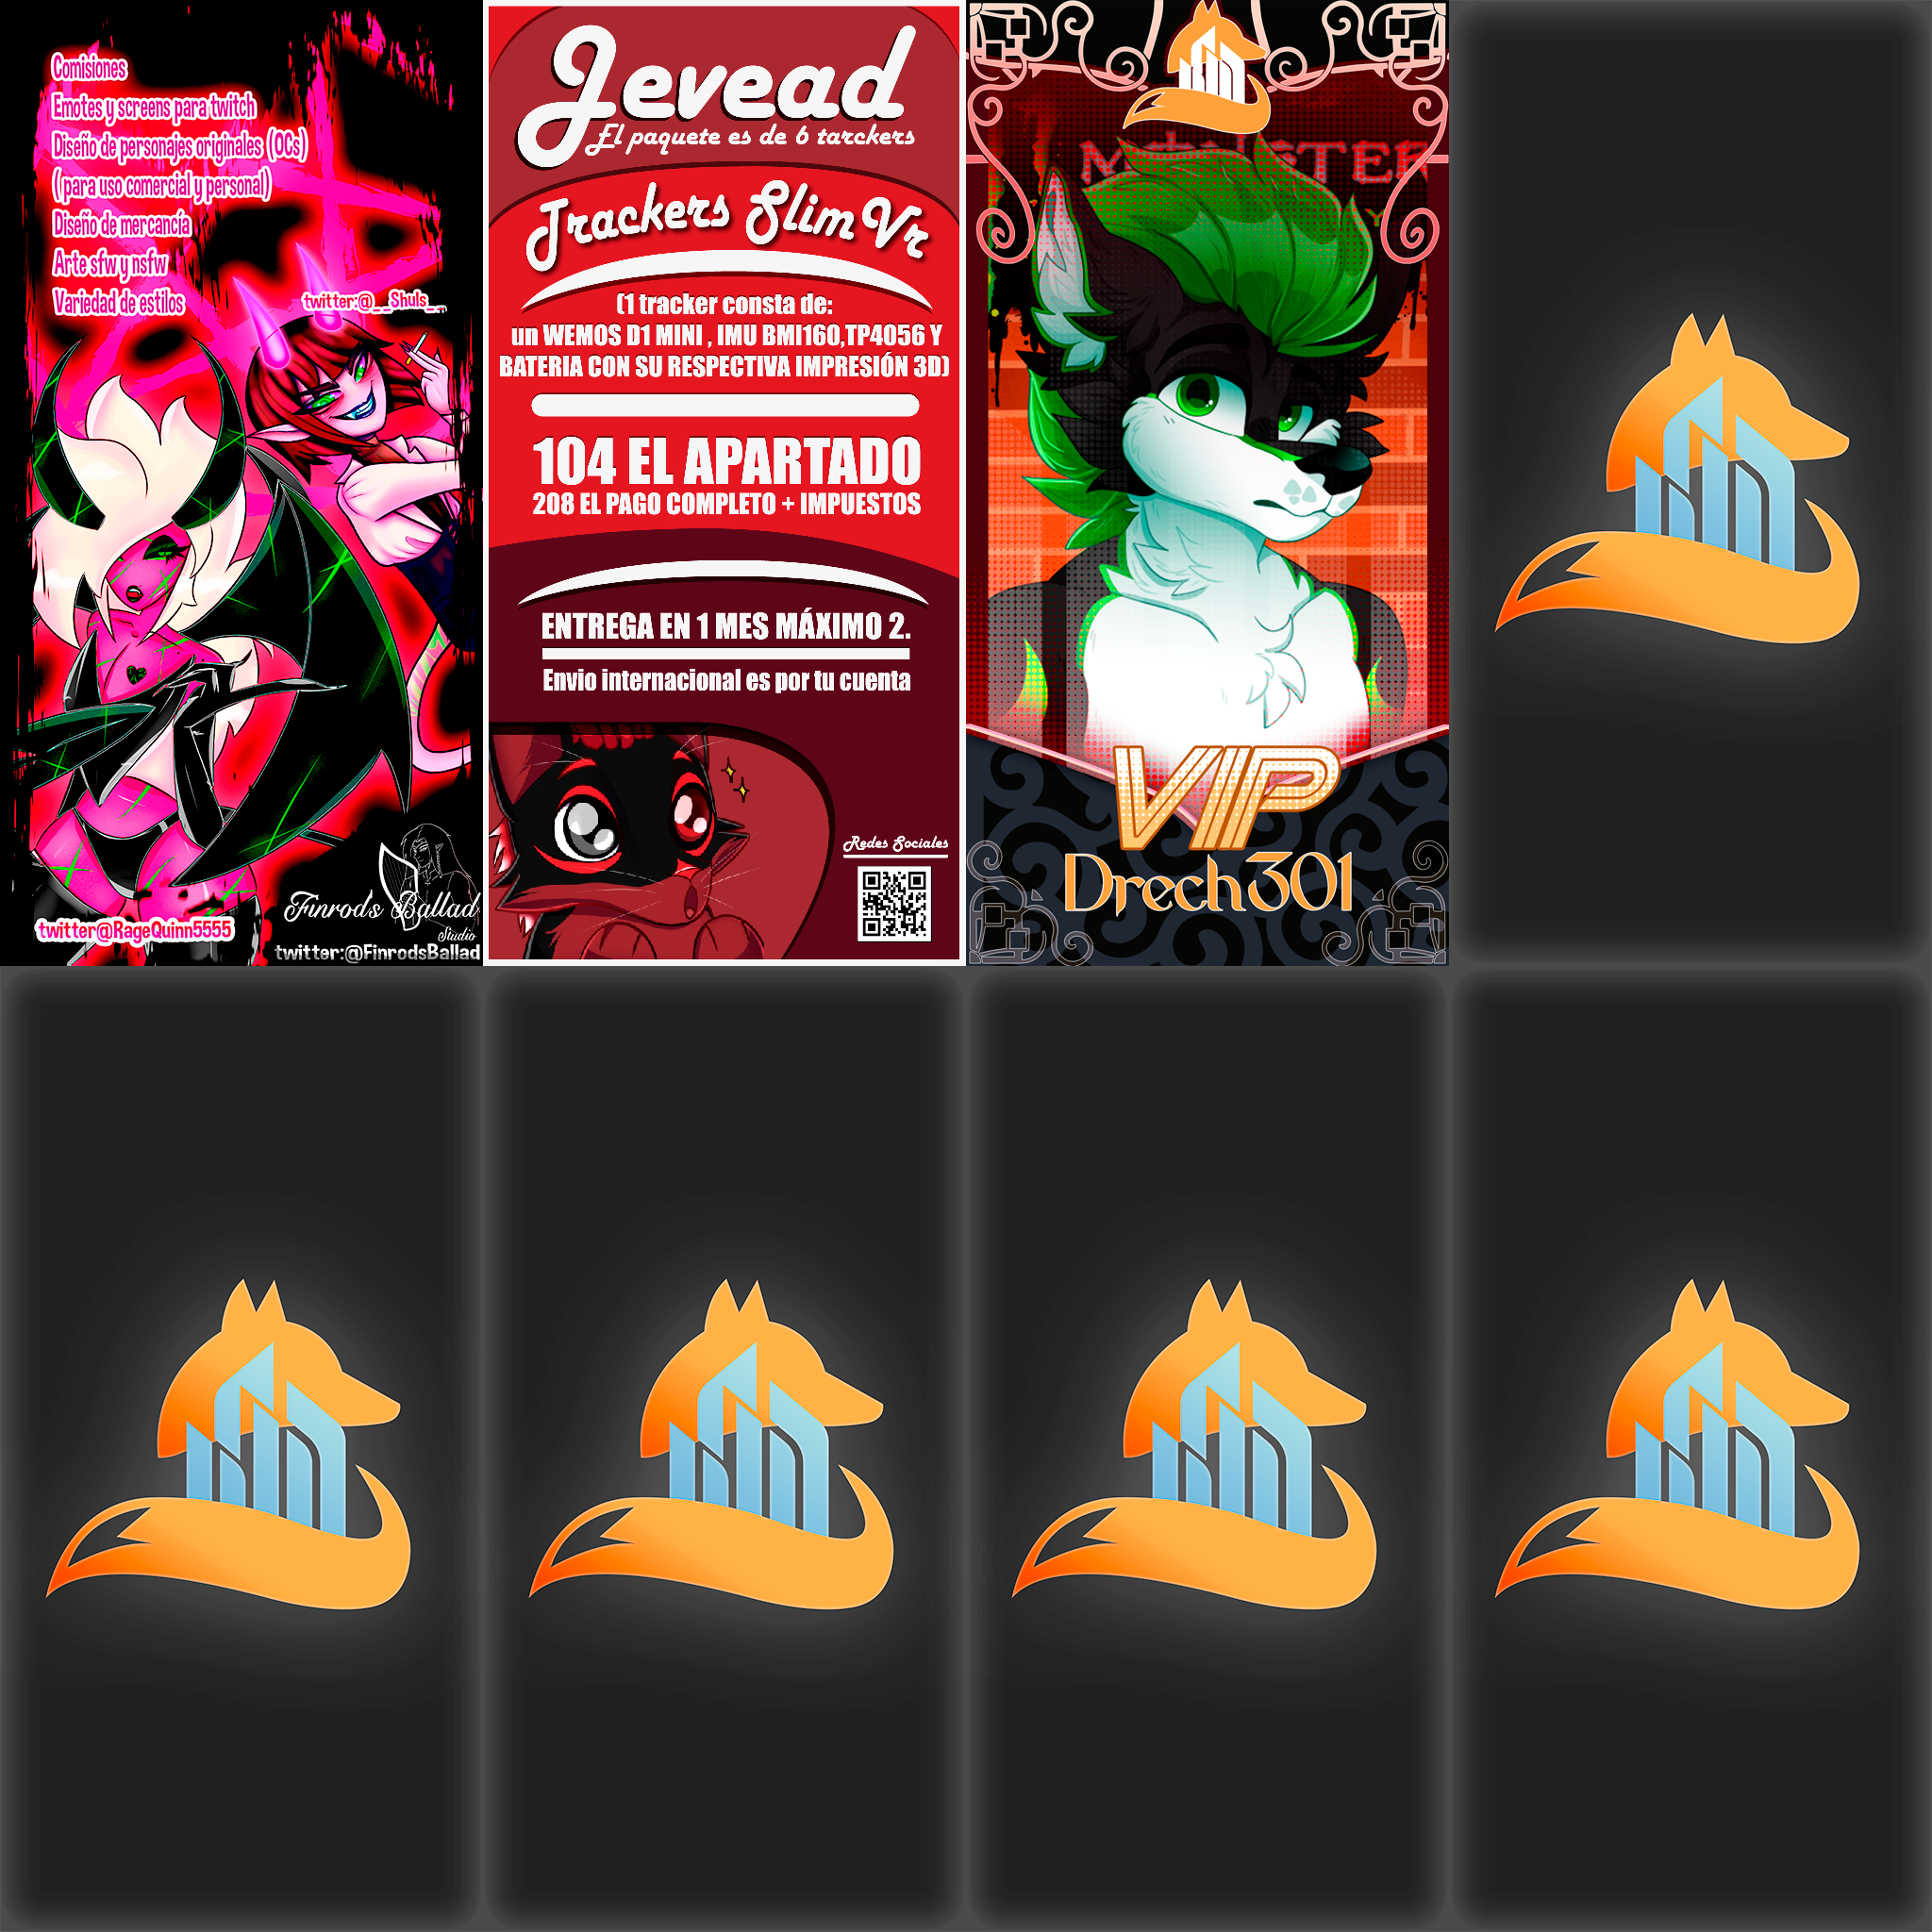 Comisiones
Emotes y screens para twitch
Diseño de personajes originales (OCs)
(para uso comercial y personal)
Diseño de mercancía
Arte sfw y nsfw
Variedad de estilos
twitter:@__Shuls__
Finrods Ballad
Studio
twitter@RageQuinn5555
twitter:@FinrodsBallad
Jevead
El paquete es de 6 tarckers
Trackers Slim Vr
(1 tracker consta de:
un WEMOS D1 MINI , IMU BMI160,TP4056 Y
BATERIA CON SU RESPECTIVA IMPRESIÓN 3D)
104 EL APARTADO
208 EL PAGO COMPLETO + IMPUESTOS
ENTREGA EN 1 MES MÁXIMO 2.
Envio internacional es por tu cuenta
Redes Sociales
MONSTER
VIP
Drech301